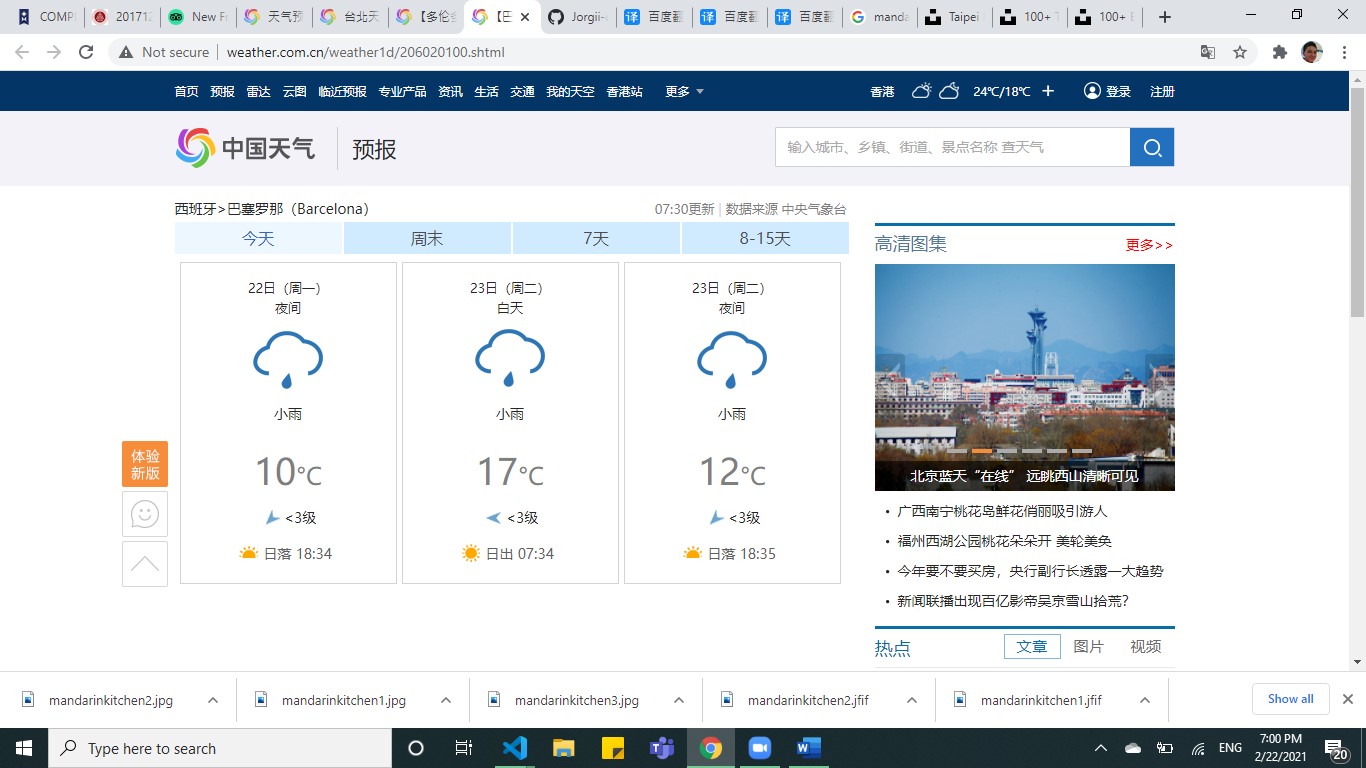 COMP
201712
New Fr
天气预
台北天
【多伦多
【巴
Jorgii-
百度翻
百度翻
百度翻
manda
Taipei
100+ T
100+ E
Not secure | weather.com.cn/weather1d/206020100.shtml
首页 预报 雷达 云图 临近预报 专业产品 资讯 生活 交通 我的天空 香港站 更多
香港 24℃/18℃ + 登录 注册
中国天气 预报
输入城市、乡镇、街道、景点名称 查天气
西班牙>巴塞罗那（Barcelona）
07:30更新 | 数据来源 中央气象台
今天 周末 7天 8-15天
22日（周一）
夜间
小雨
10°C
<3级
日落 18:34
23日（周二）
白天
小雨
17°C
<3级
日出 07:34
23日（周二）
夜间
小雨
12°C
<3级
日落 18:35
体验
新版
高清图集 更多>>
北京蓝天“在线” 远眺西山清晰可见
• 广西南宁桃花岛鲜花俏丽吸引游人
• 福州西湖公园桃花朵朵开 美轮美奂
• 今年要不要买房，央行副行长透露一大趋势
• 新闻联播出现百亿影帝吴京雪山拾荒?
热点 文章 图片 视频
mandarinkitchen2.jpg
mandarinkitchen1.jpg
mandarinkitchen3.jpg
mandarinkitchen2.jfif
mandarinkitchen1.jfif
Show all
Type here to search
ENG
7:00 PM
2/22/2021
20